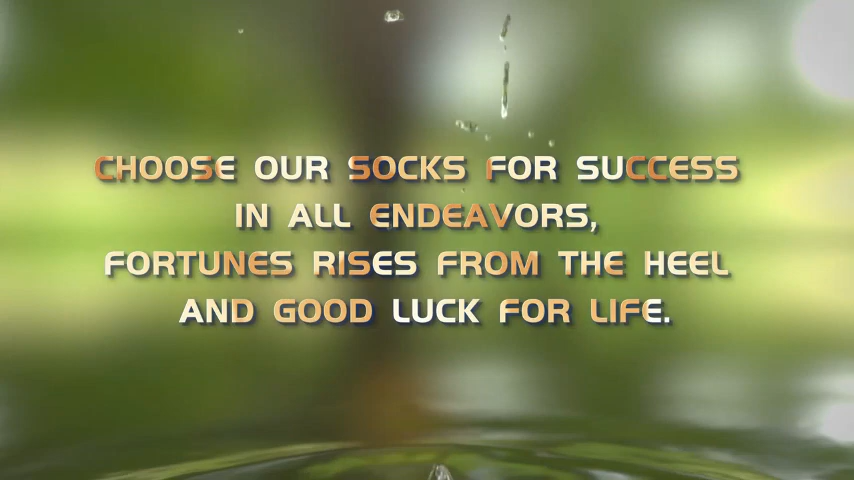 CHOOSE OUR SOCKS FOR SUCCESS
IN ALL ENDEAVORS,
FORTUNES RISES FROM THE HEEL
AND GOOD LUCK FOR LIFE.